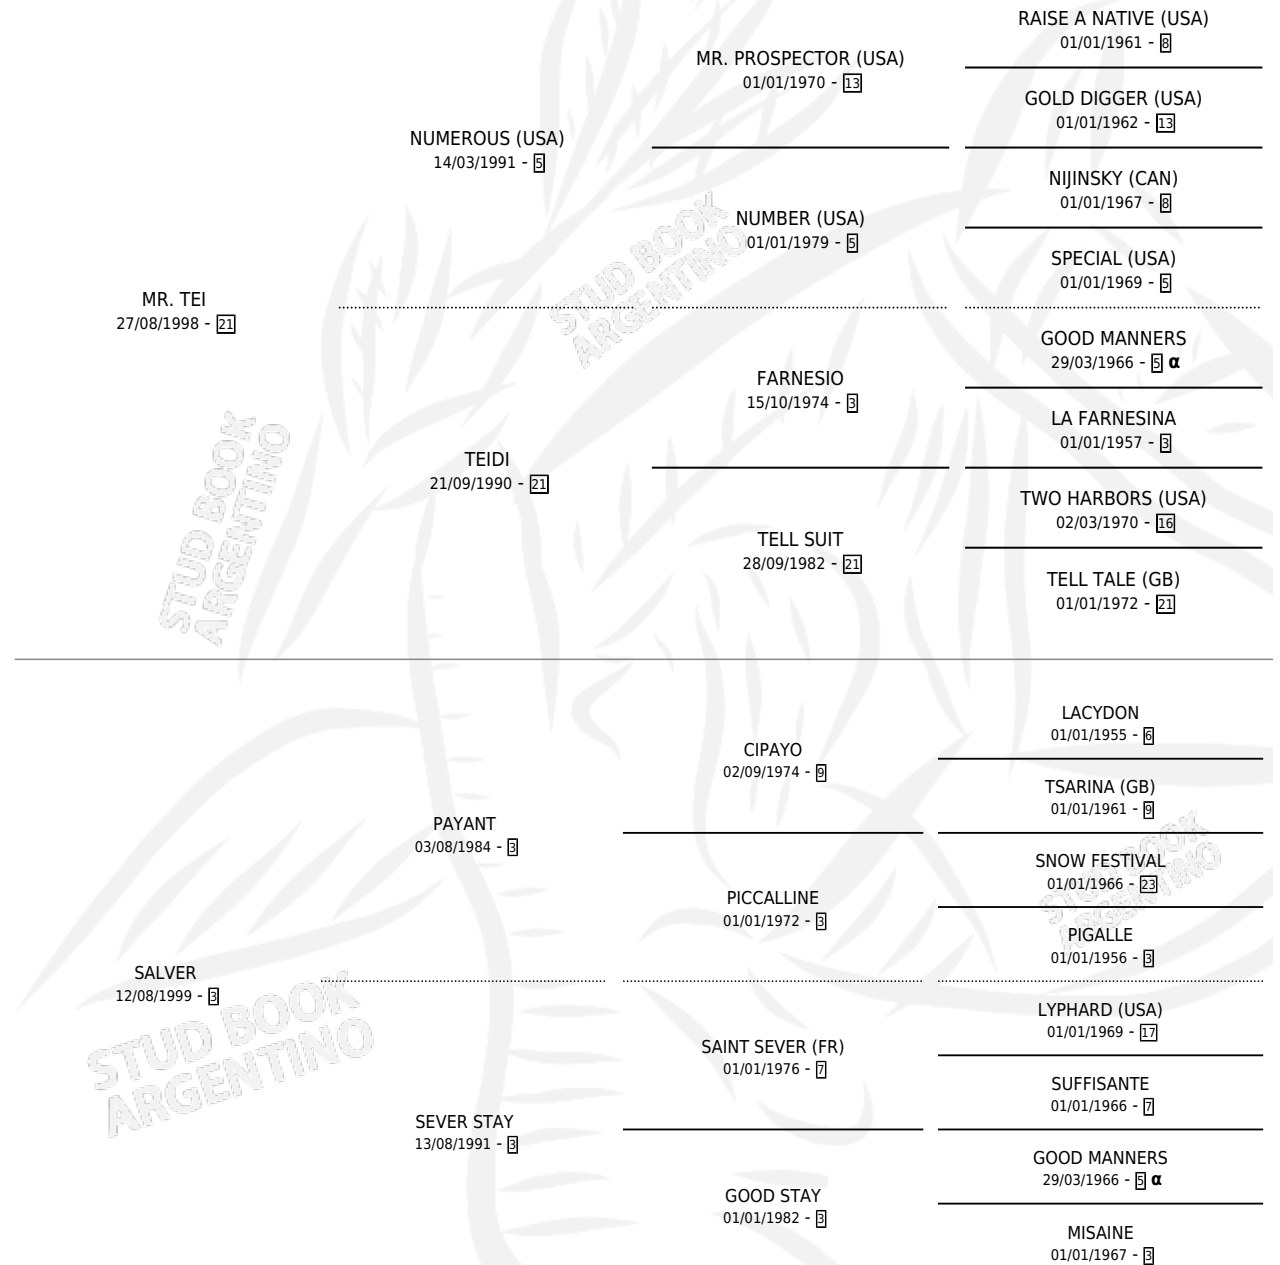 RAISE A NATIVE (USA)
01/01/1961 - 8
MR. PROSPECTOR (USA)
01/01/1970 - 13
GOLD DIGGER (USA)
01/01/1962 - 13
NUMEROUS (USA)
14/03/1991 - 5
NIJINSKY (CAN)
01/01/1967 - 8
NUMBER (USA)
01/01/1979 - 5
SPECIAL (USA)
01/01/1969 - 5
MR. TEI
27/08/1998 - 21
GOOD MANNERS
29/03/1966 - 5 α
FARNESIO
15/10/1974 - 3
LA FARNESINA
01/01/1957 - 3
TEIDI
21/09/1990 - 21
TWO HARBORS (USA)
02/03/1970 - 16
TELL SUIT
28/09/1982 - 21
TELL TALE (GB)
01/01/1972 - 21
LACYDON
01/01/1955 - 6
CIPAYO
02/09/1974 - 9
TSARINA (GB)
01/01/1961 - 9
PAYANT
03/08/1984 - 3
SNOW FESTIVAL
01/01/1966 - 23
PICCALLINE
01/01/1972 - 3
PIGALLE
01/01/1956 - 3
SALVER
12/08/1999 - 3
LYPHARD (USA)
01/01/1969 - 17
SAINT SEVER (FR)
01/01/1976 - 7
SUFFISANTE
01/01/1966 - 7
SEVER STAY
13/08/1991 - 3
GOOD MANNERS
29/03/1966 - 5 α
GOOD STAY
01/01/1982 - 3
MISAINE
01/01/1967 - 3
STUD BOOK
ARGENTINO
STUD BOOK
ARGENTINO
STUD BOOK
ARGENTINO
STUD BOOK
ARGENTINO